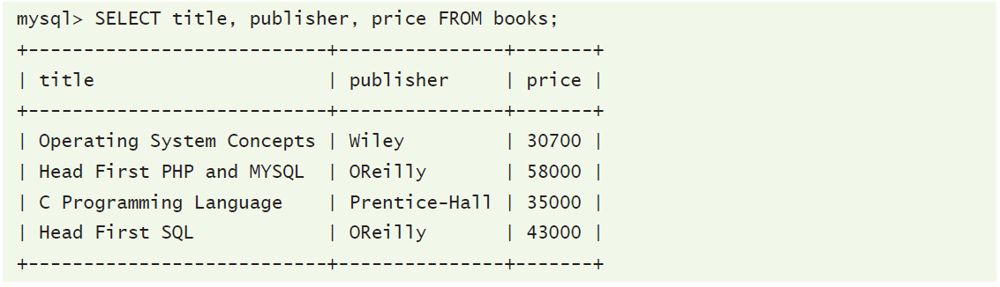 mysql> SELECT title, publisher, price FROM books;
+---------------------------+---------------+-------+
| title                     | publisher     | price |
+---------------------------+---------------+-------+
| Operating System Concepts | Wiley         | 30700 |
| Head First PHP and MYSQL  | OReilly       | 58000 |
| C Programming Language    | Prentice-Hall | 35000 |
| Head First SQL            | OReilly       | 43000 |
+---------------------------+---------------+-------+